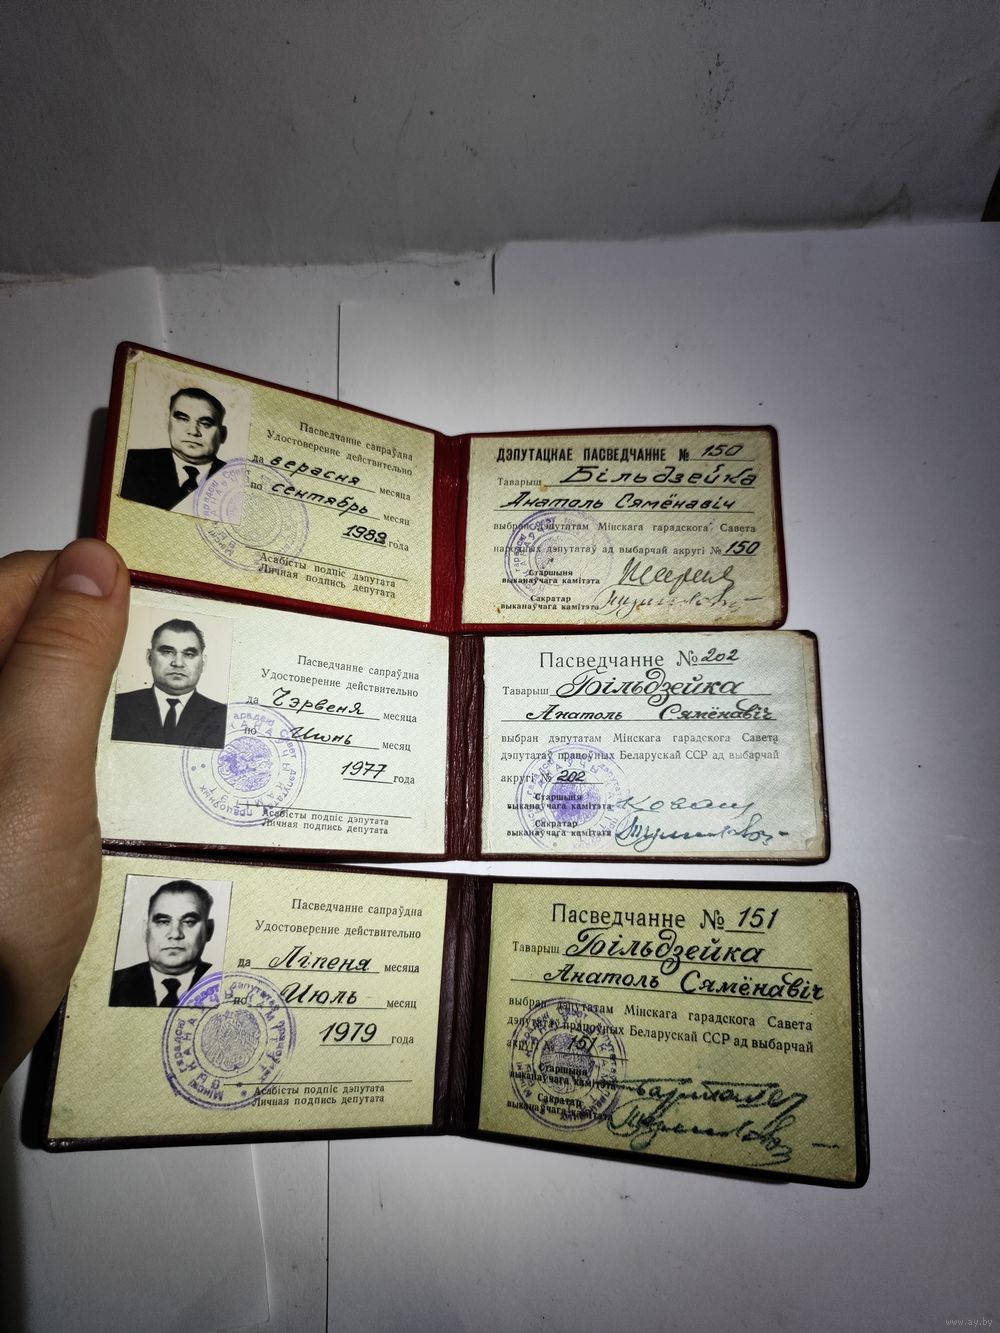 Пасведчанне сапраўдна
Удостоверение действительно
да верасня месяца
по сентябрь месяц
1989 года
Асабісты подпіс дэпутата
Личная подпись депутата
ДЭПУТАЦКАЕ ПАСВЕДЧАННЕ № 150
Таварыш Більдзейка
Анатоль Сямёнавіч
выбран дэпутатам Мінскага гарадскога Савета
народных дэпутатаў ад выбарчай акругі № 150
Старшыня
выканаўчага камітэта
Сакратар
выканаўчага камітэта
Пасведчанне сапраўдна
Удостоверение действительно
да Чэрвеня месяца
по Июнь месяц
1977 года
Асабісты подпіс дэпутата
Личная подпись депутата
Пасведчанне № 202
Таварыш Більдзейка
Анатоль Сямёнавіч
выбран дэпутатам Мінскага гарадскога Савета
дэпутатаў працоўных Беларускай ССР ад выбарчай
акругі № 202
Старшыня
выканаўчага камітэта
Сакратар
выканаўчага камітэта
Пасведчанне сапраўдна
Удостоверение действительно
да Ліпеня месяца
по Июль месяц
1979 года
Асабісты подпіс дэпутата
Личная подпись депутата
Пасведчанне № 151
Таварыш Більдзейка
Анатоль Сямёнавіч
выбран дэпутатам Мінскага гарадскога Савета
дэпутатаў працоўных Беларускай ССР ад выбарчай
акругі № 151
Старшыня
выканаўчага камітэта
Сакратар
выканаўчага камітэта
www.ay.by